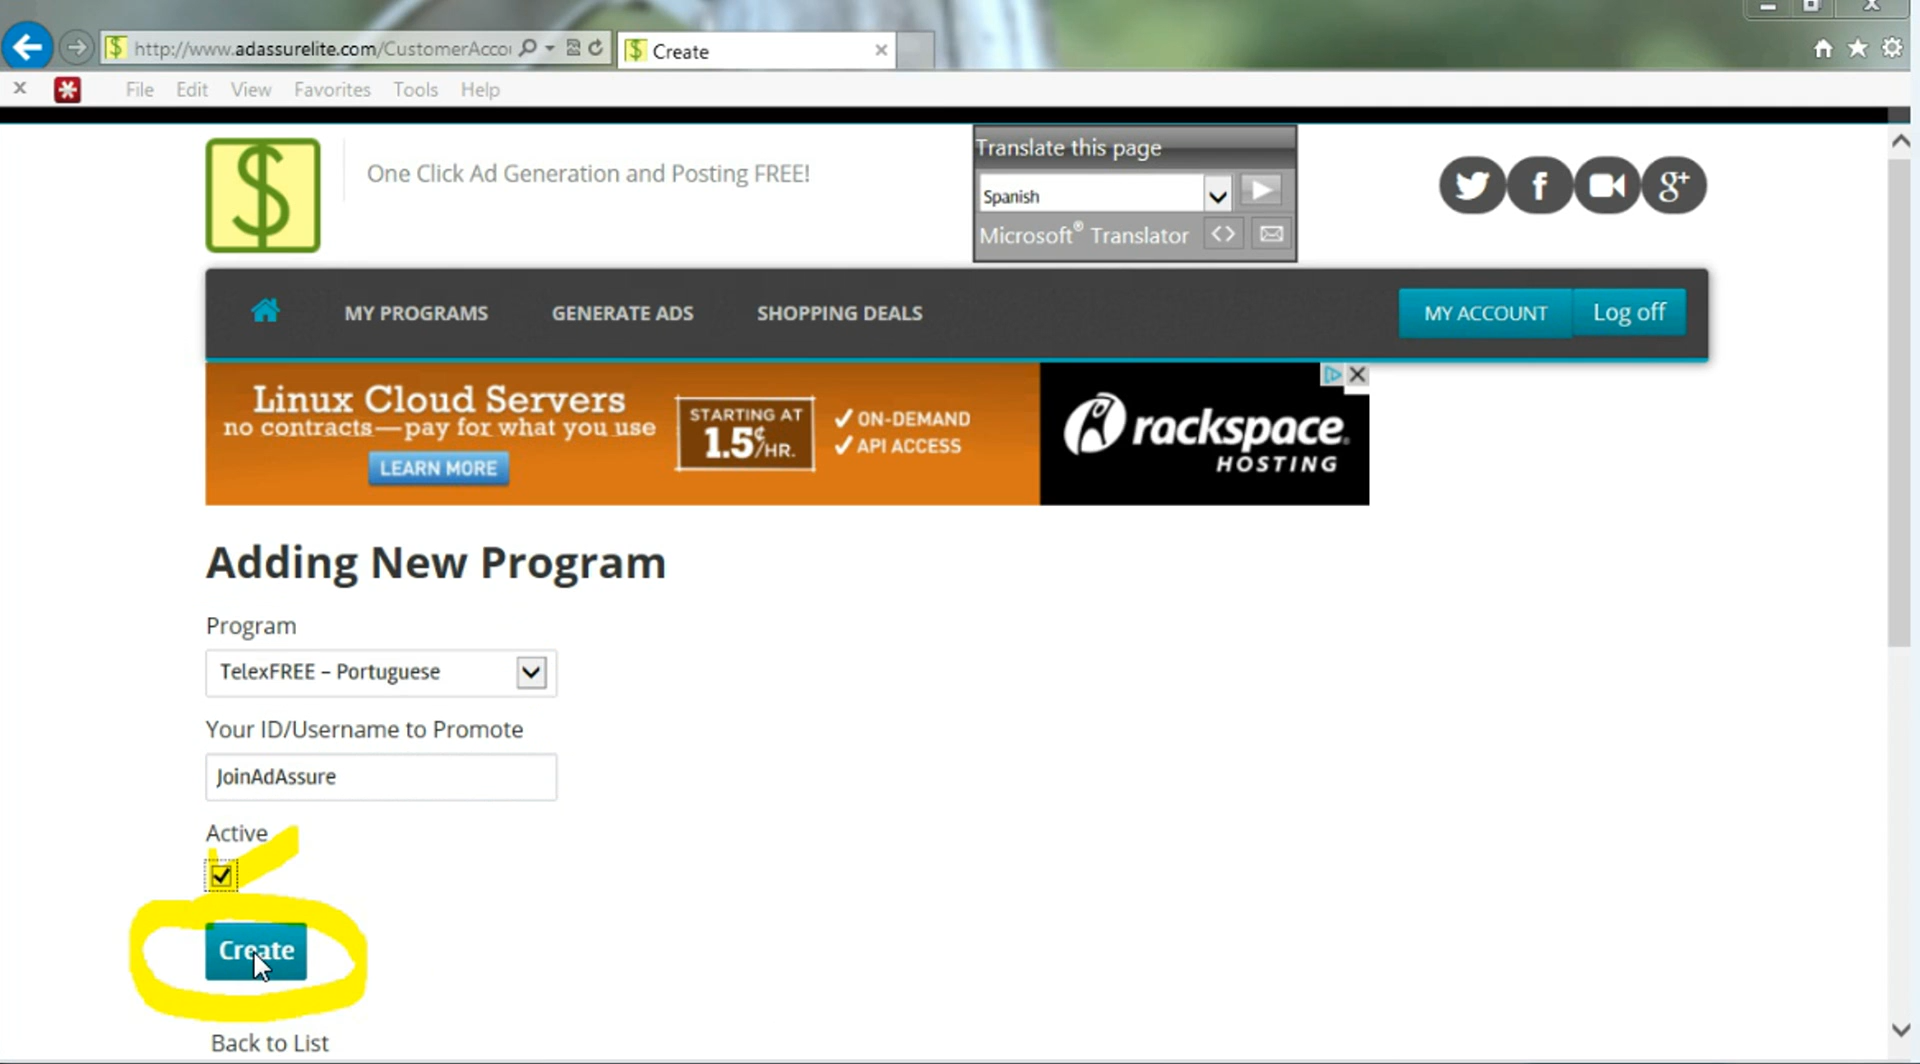 http://www.adassurelite.com/CustomerAccou
Create
File Edit View Favorites Tools Help
One Click Ad Generation and Posting FREE!
Translate this page
Spanish
Microsoft® Translator
MY PROGRAMS GENERATE ADS SHOPPING DEALS MY ACCOUNT Log off
Linux Cloud Servers
no contracts—pay for what you use
LEARN MORE
STARTING AT
1.5¢/HR.
✓ ON-DEMAND
✓ API ACCESS
rackspace®
HOSTING
Adding New Program
Program
TelexFREE – Portuguese
Your ID/Username to Promote
JoinAdAssure
Active
Create
Back to List